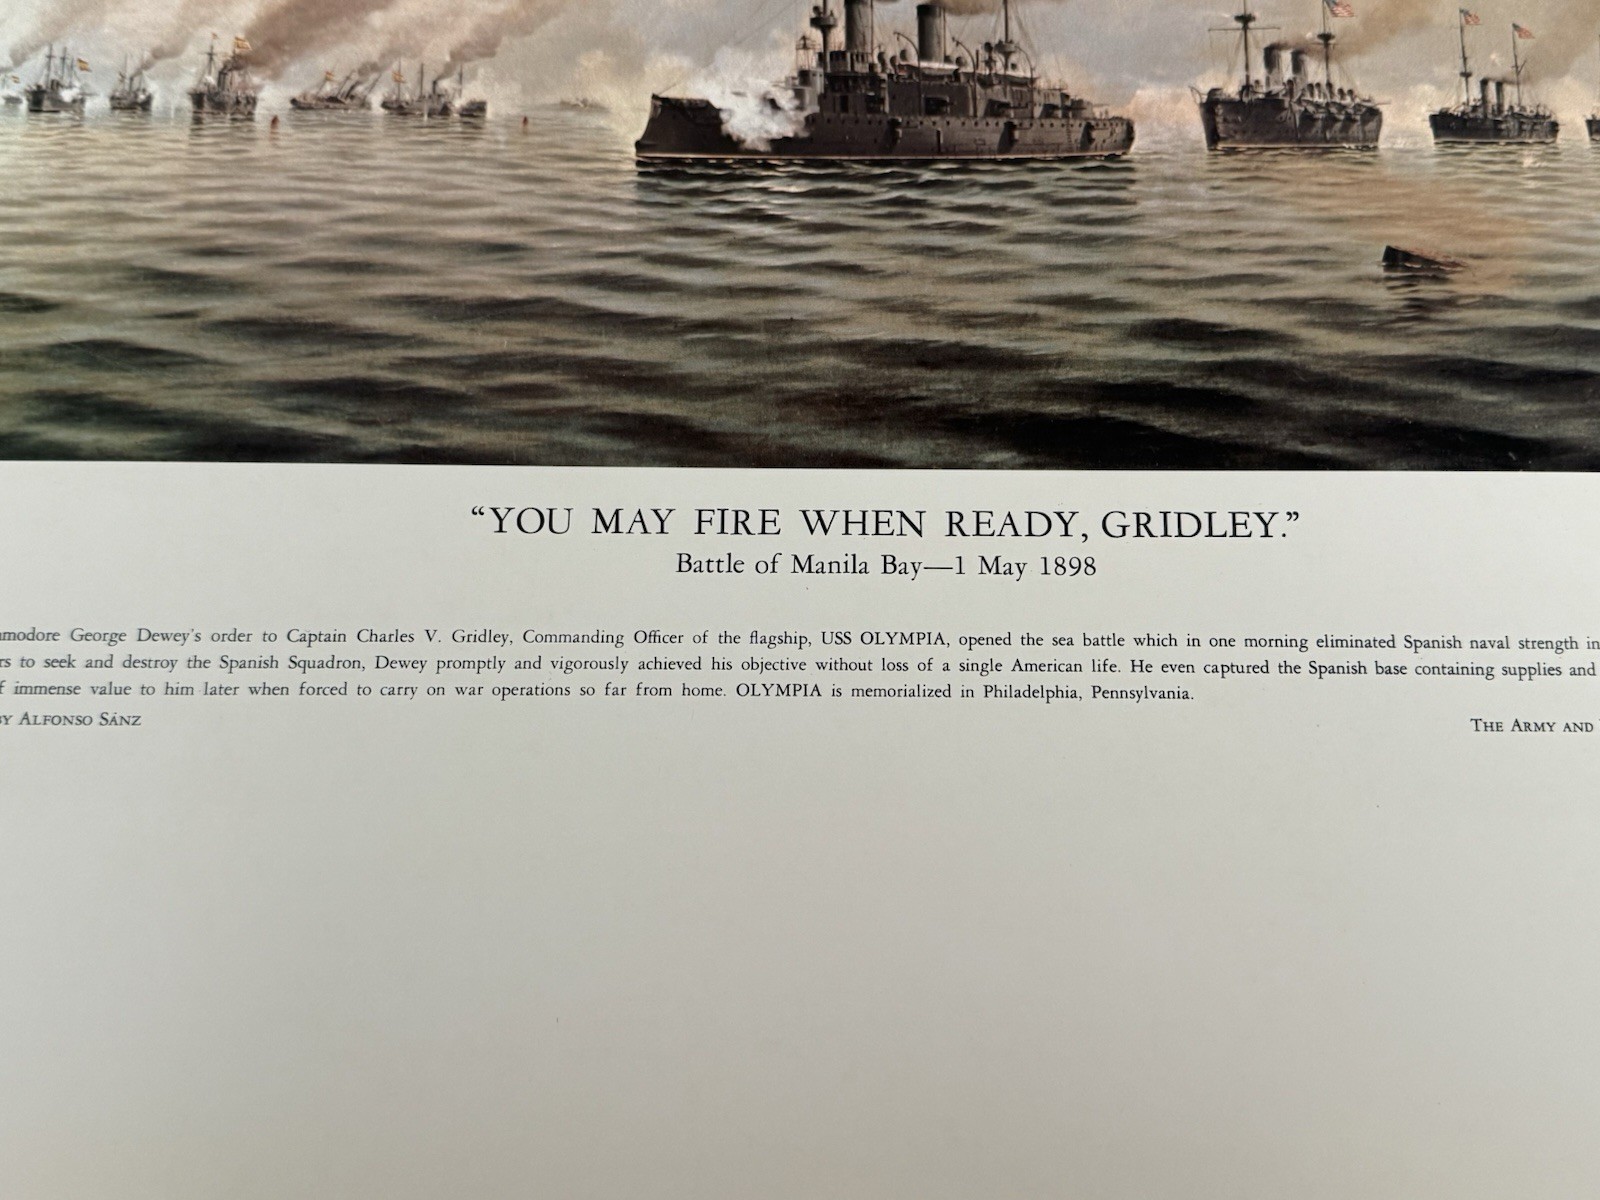 “YOU MAY FIRE WHEN READY, GRIDLEY.”
Battle of Manila Bay—1 May 1898
George Dewey's order to Captain Charles V. Gridley, Commanding Officer of the flagship, USS OLYMPIA, opened the sea battle which in one morning eliminated Spanish naval strength in
to seek and destroy the Spanish Squadron, Dewey promptly and vigorously achieved his objective without loss of a single American life. He even captured the Spanish base containing supplies and
immense value to him later when forced to carry on war operations so far from home. OLYMPIA is memorialized in Philadelphia, Pennsylvania.
BY ALFONSO SÁNZ
THE ARMY AND